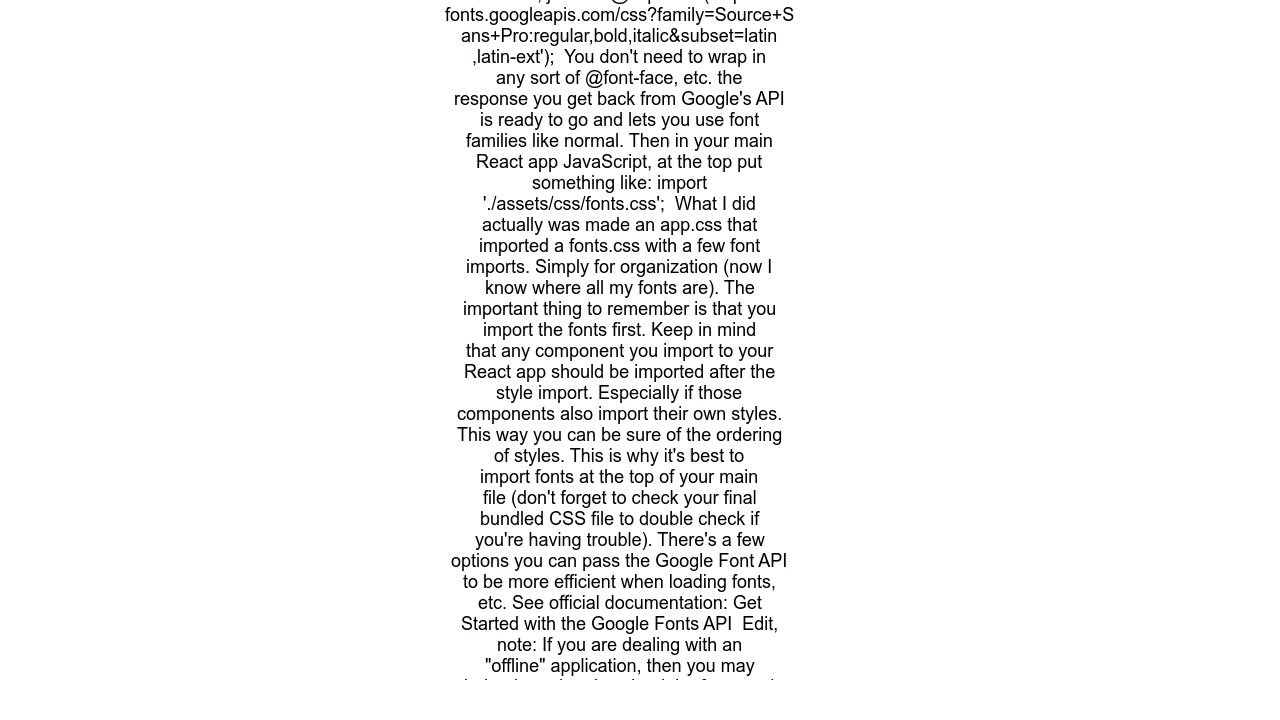 fonts.googleapis.com/css?family=Source+S
ans+Pro:regular,bold,italic&subset=latin
,latin-ext');  You don't need to wrap in
any sort of @font-face, etc. the
response you get back from Google's API
is ready to go and lets you use font
families like normal. Then in your main
React app JavaScript, at the top put
something like: import
'./assets/css/fonts.css';  What I did
actually was made an app.css that
imported a fonts.css with a few font
imports. Simply for organization (now I
know where all my fonts are). The
important thing to remember is that you
import the fonts first. Keep in mind
that any component you import to your
React app should be imported after the
style import. Especially if those
components also import their own styles.
This way you can be sure of the ordering
of styles. This is why it's best to
import fonts at the top of your main
file (don't forget to check your final
bundled CSS file to double check if
you're having trouble). There's a few
options you can pass the Google Font API
to be more efficient when loading fonts,
etc. See official documentation: Get
Started with the Google Fonts API  Edit,
note: If you are dealing with an
"offline" application, then you may